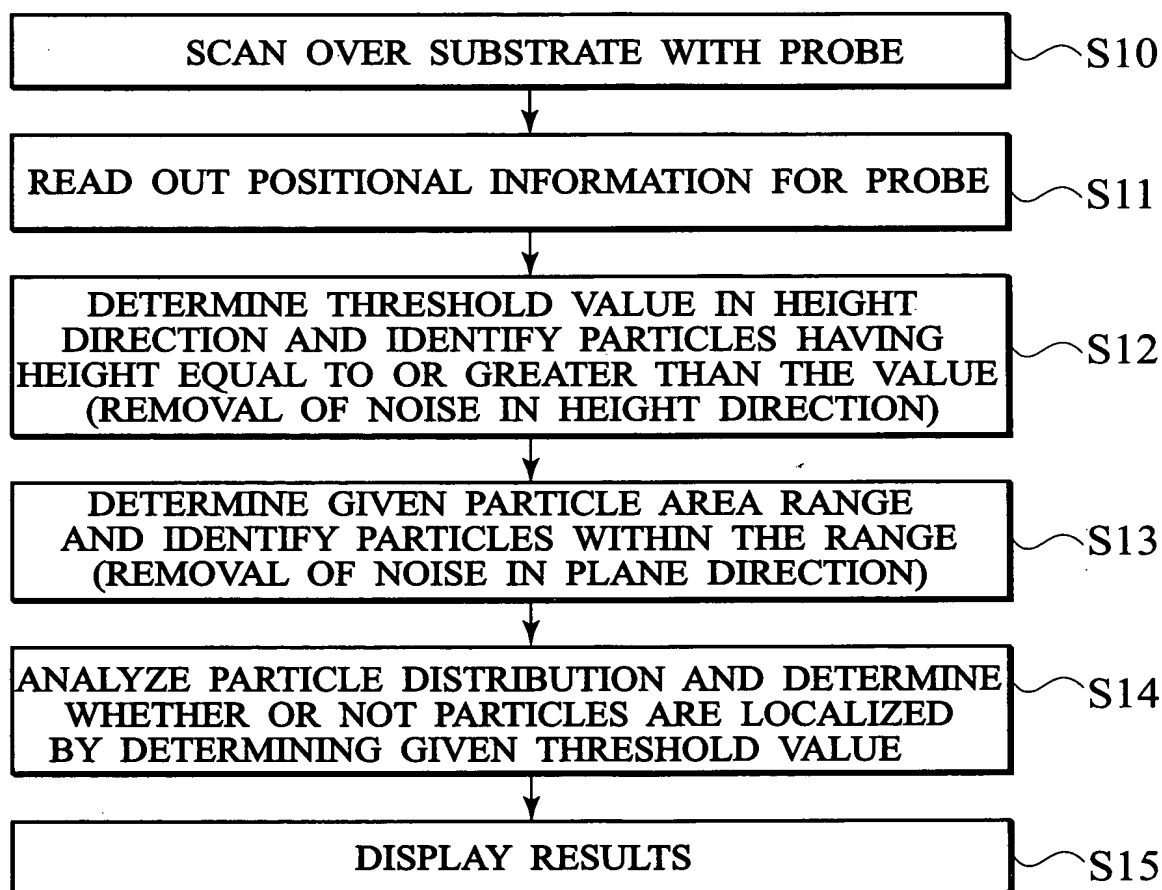 SCAN OVER SUBSTRATE WITH PROBE
S10
READ OUT POSITIONAL INFORMATION FOR PROBE
S11
DETERMINE THRESHOLD VALUE IN HEIGHT
DIRECTION AND IDENTIFY PARTICLES HAVING
HEIGHT EQUAL TO OR GREATER THAN THE VALUE
(REMOVAL OF NOISE IN HEIGHT DIRECTION)
S12
DETERMINE GIVEN PARTICLE AREA RANGE
AND IDENTIFY PARTICLES WITHIN THE RANGE
(REMOVAL OF NOISE IN PLANE DIRECTION)
S13
ANALYZE PARTICLE DISTRIBUTION AND DETERMINE
WHETHER OR NOT PARTICLES ARE LOCALIZED
BY DETERMINING GIVEN THRESHOLD VALUE
S14
DISPLAY RESULTS
S15